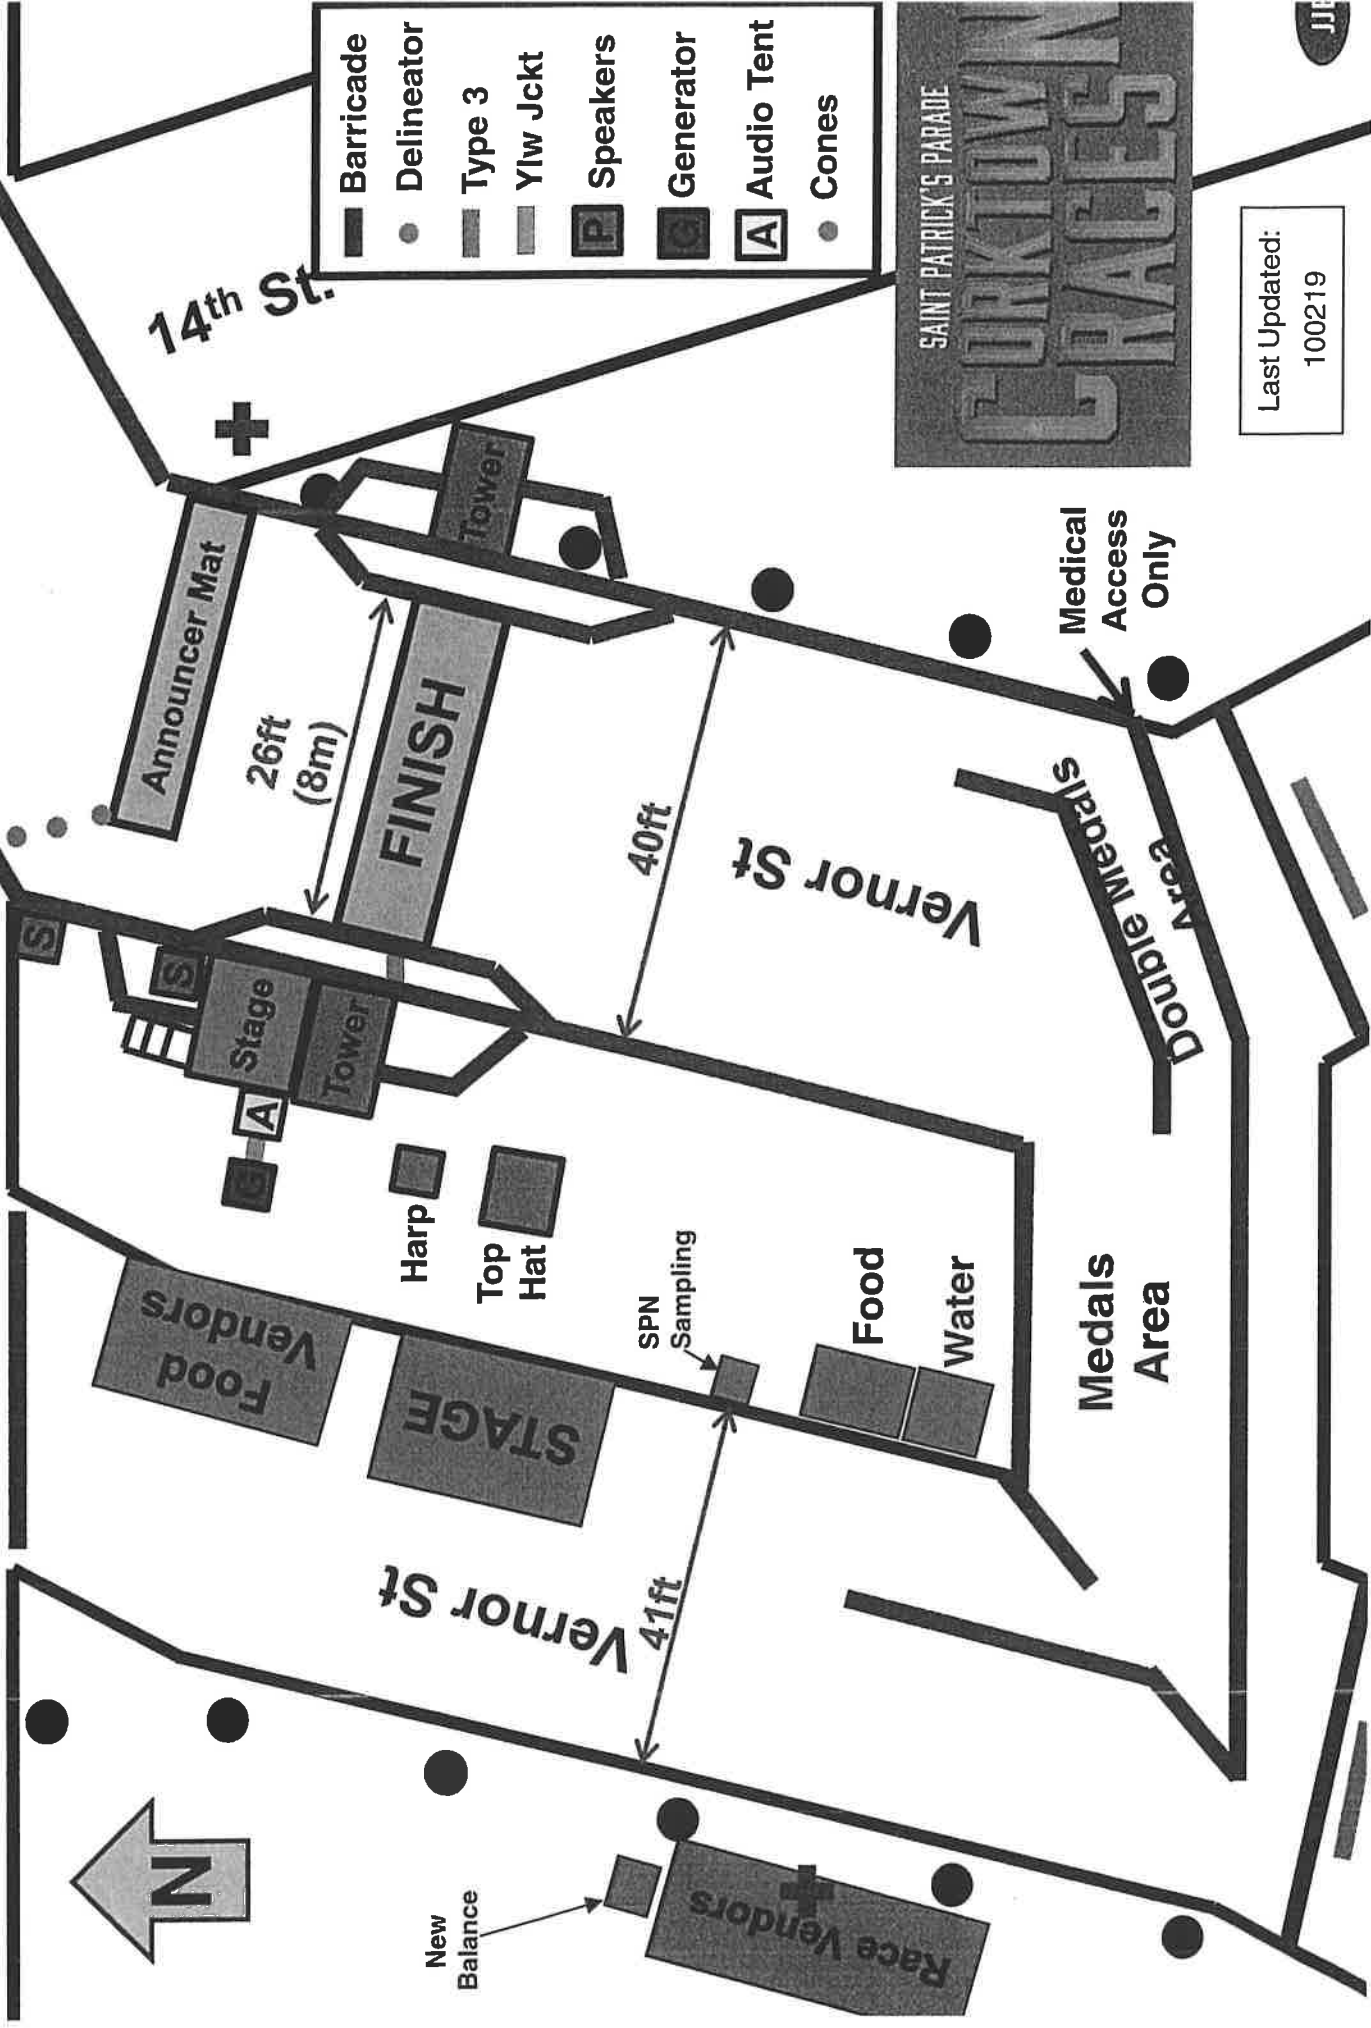 Barricade
Delineator
Type 3
Ylw Jckt
P Speakers
G Generator
A Audio Tent
Cones
SAINT PATRICK'S PARADE
CORKTOWN
RACES
Last Updated:
100219
14th St.
Announcer Mat
Tower
26ft
(8m)
FINISH
40ft
Vernor St
Medical
Access
Only
Double Medals
Area
S
S
Stage
Tower
A
G
Harp
Top
Hat
Food
Vendors
STAGE
SPN
Sampling
Food
Water
Medals
Area
Vernor St
41ft
N
New
Balance
Race Vendors